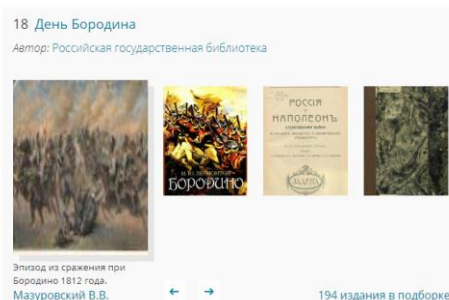 18 День Бородина
Автор: Российская государственная библиотека
М. Ю. ЛЕРМОНТОВ
БОРОДИНО
РОССІЯ
и
НАПОЛЕОНЪ
ЗАДРУГА
Эпизод из сражения при
Бородино 1812 года.
Мазуровский В.В.
← →
194 издания в подборке